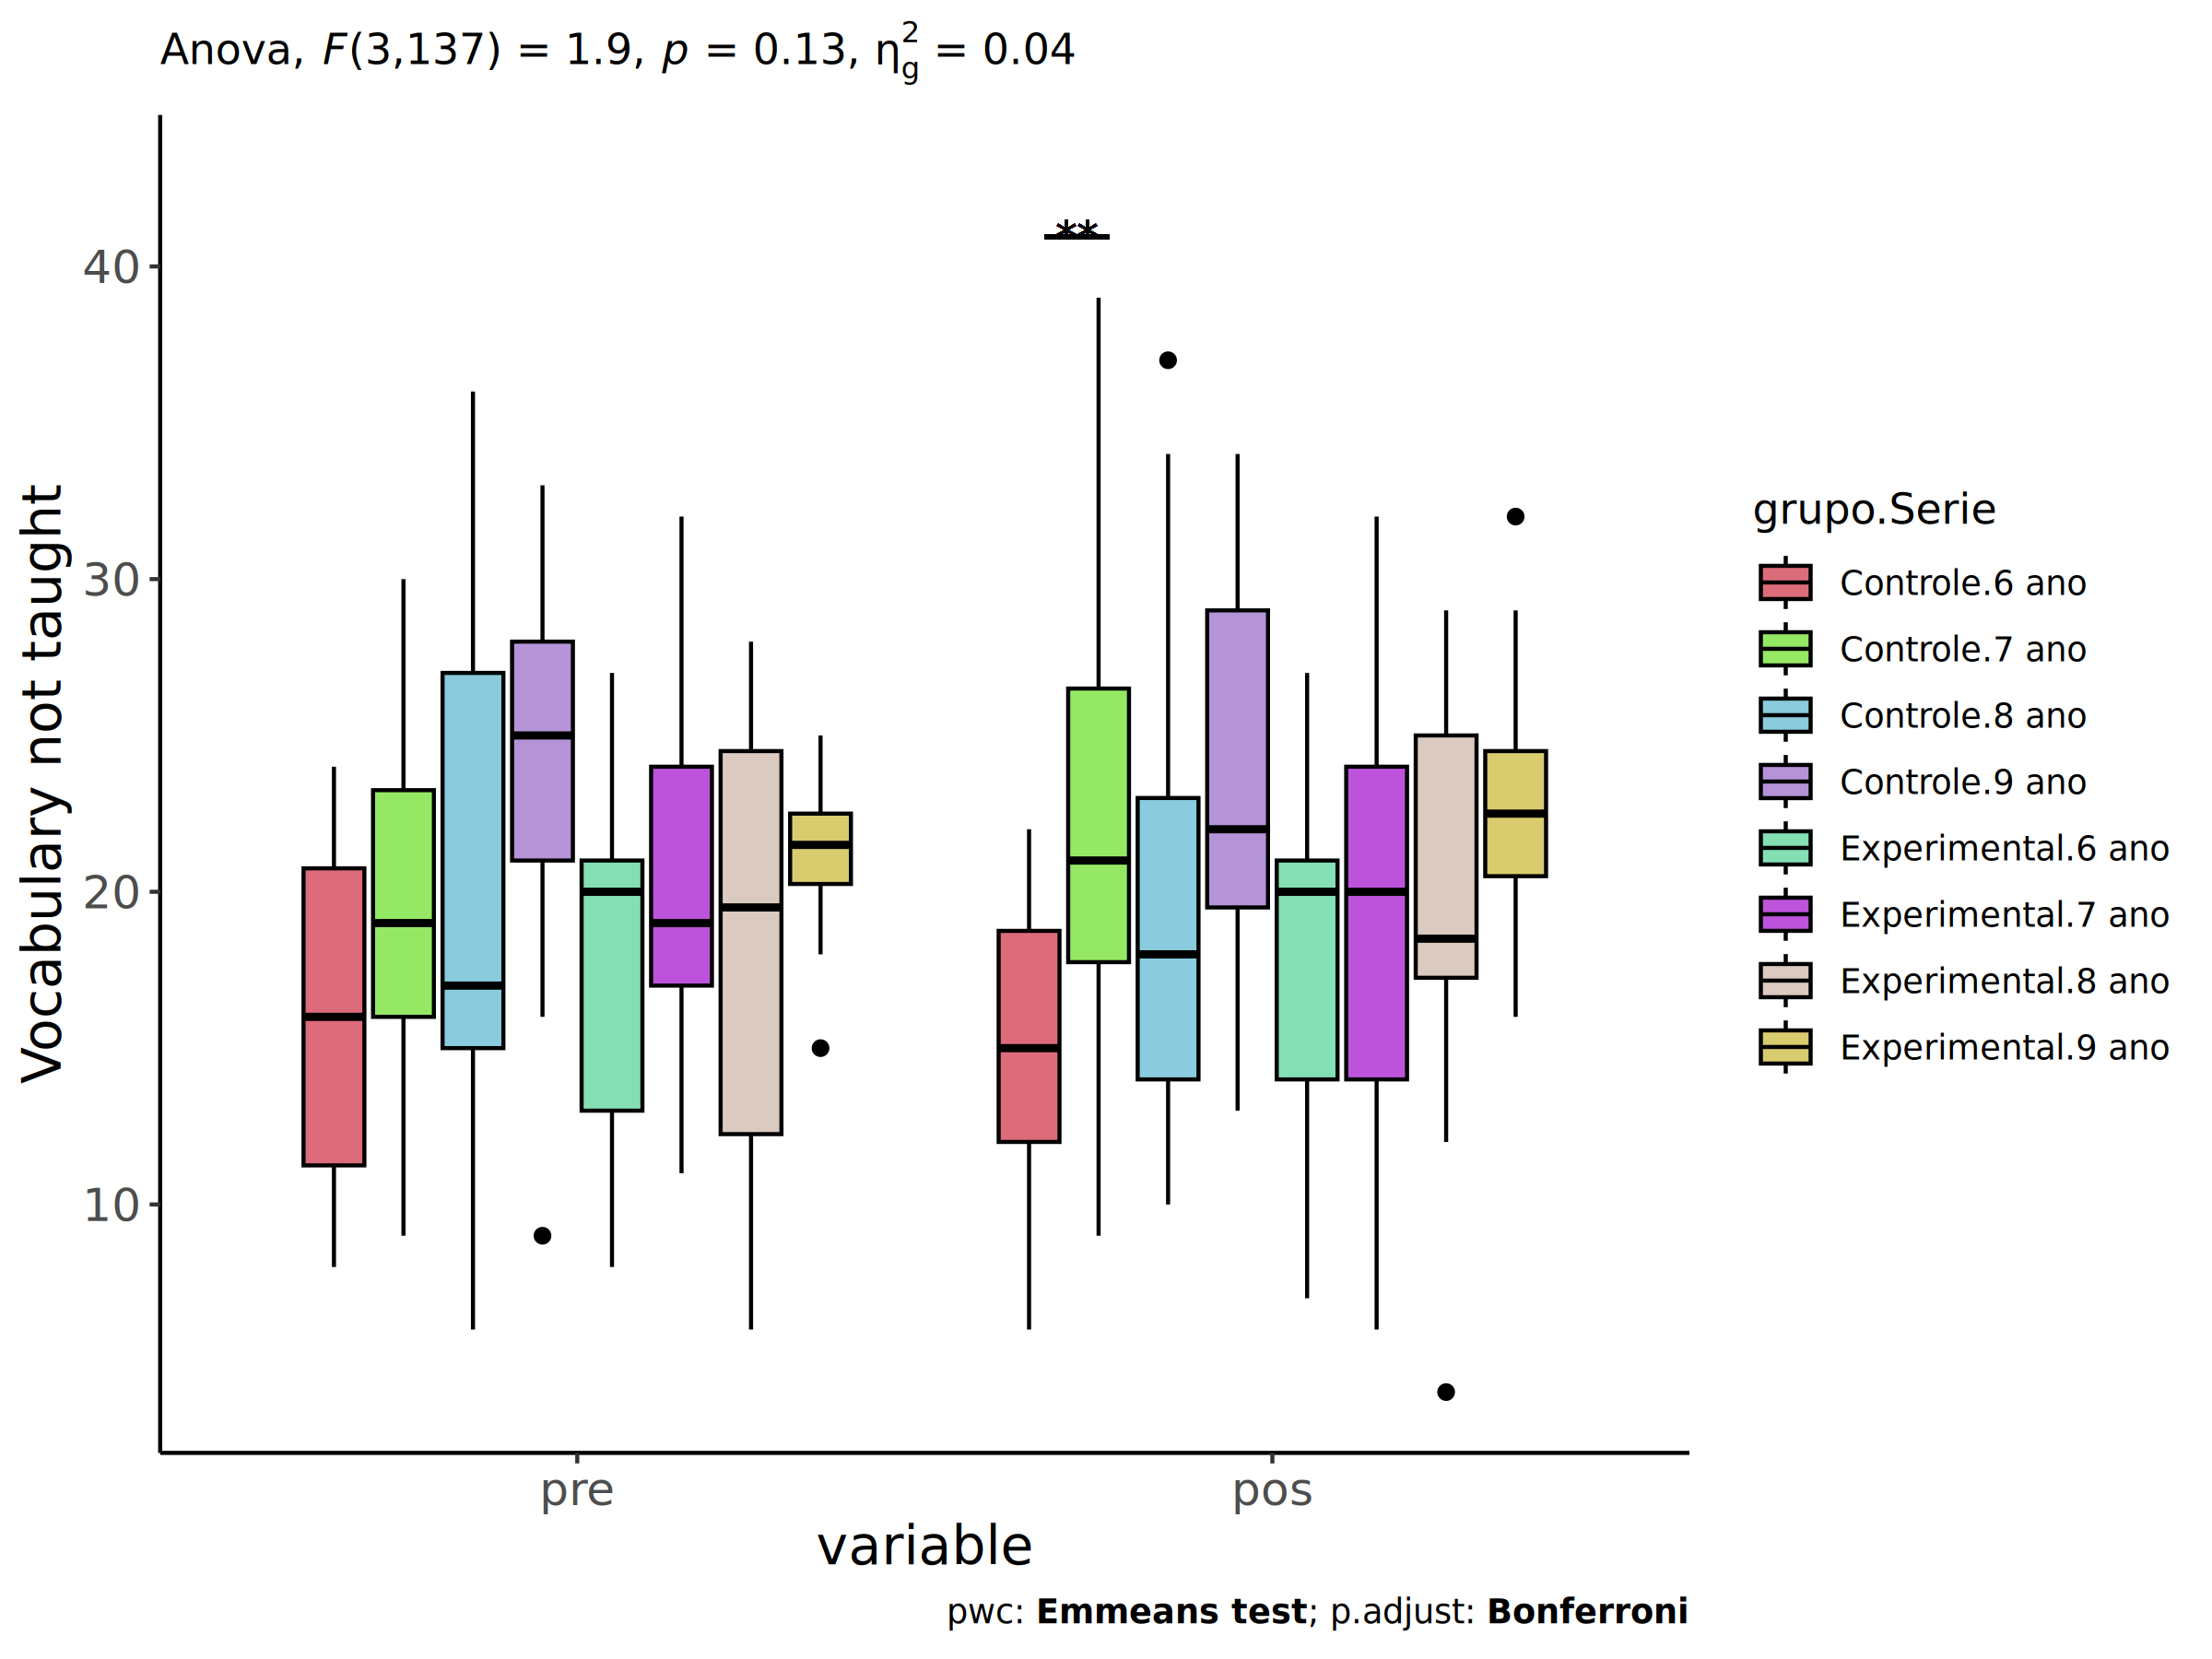 Anova, F(3,137) = 1.9, p = 0.13, η²g = 0.04
**
40
30
20
10
Vocabulary not taught
pre
pos
variable
pwc: Emmeans test; p.adjust: Bonferroni
grupo.Serie
Controle.6 ano
Controle.7 ano
Controle.8 ano
Controle.9 ano
Experimental.6 ano
Experimental.7 ano
Experimental.8 ano
Experimental.9 ano